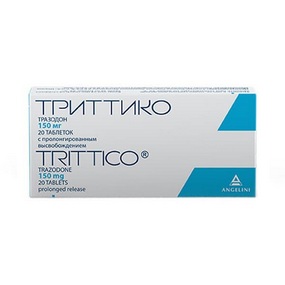 ТРИТТИКО
ТРАЗОДОН
150 мг
20 ТАБЛЕТОК
с пролонгированным
высвобождением
TRITTICO®
TRAZODONE
150 mg
20 TABLETS
prolonged release
ANGELINI